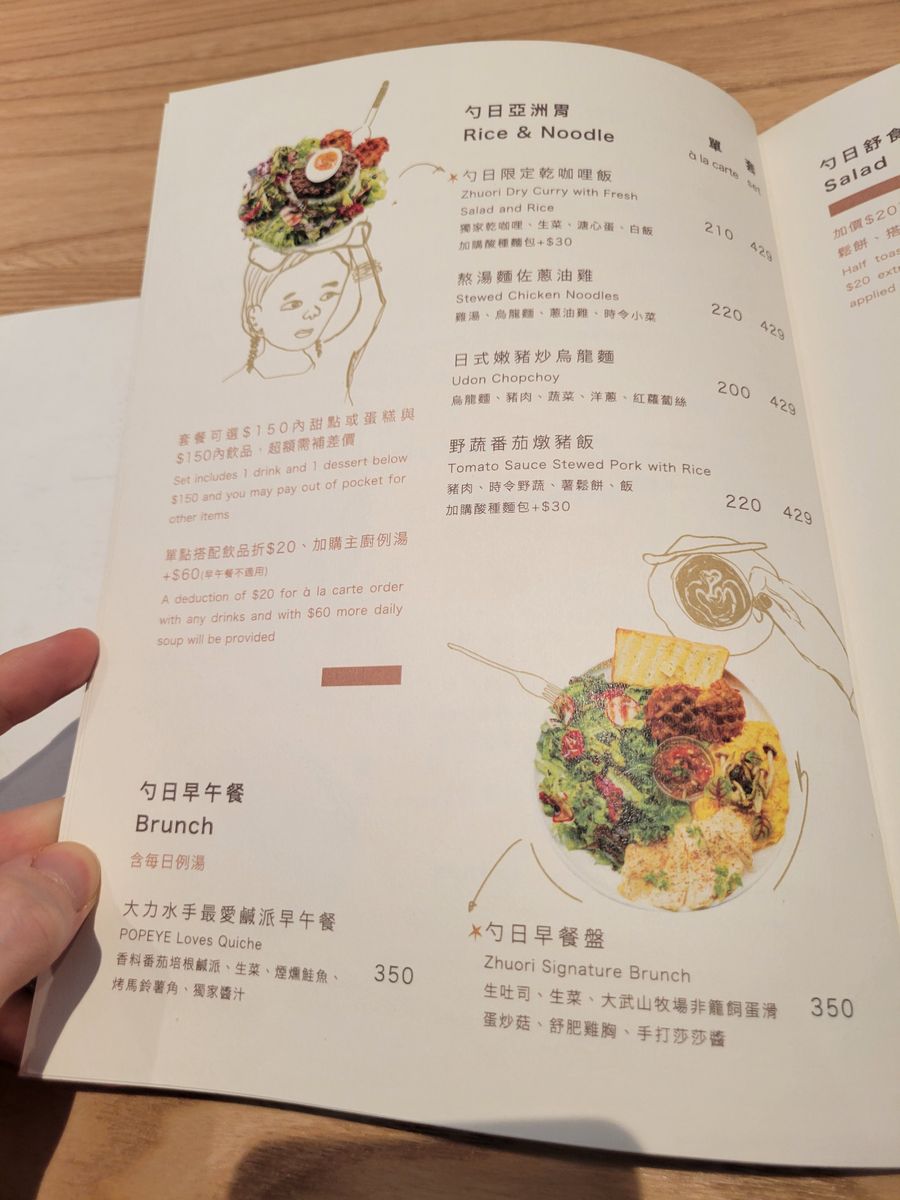 勺日亞洲胃
Rice & Noodle
單 套
à la carte set
勺日限定乾咖哩飯
Zhuori Dry Curry with Fresh
Salad and Rice
獨家乾咖哩、生菜、溏心蛋、白飯
加購酸種麵包+$30
210 429
熬湯麵佐蔥油雞
Stewed Chicken Noodles
雞湯、烏龍麵、蔥油雞、時令小菜
220 429
日式嫩豬炒烏龍麵
Udon Chopchoy
烏龍麵、豬肉、蔬菜、洋蔥、紅蘿蔔絲
200 429
野蔬番茄燉豬飯
Tomato Sauce Stewed Pork with Rice
豬肉、時令野蔬、薯鬆餅、飯
加購酸種麵包+$30
220 429
套餐可選$150內甜點或蛋糕與
$150內飲品，超額需補差價
Set includes 1 drink and 1 dessert below
$150 and you may pay out of pocket for
other items
單點搭配飲品折$20、加購主廚例湯
+$60(早午餐不適用)
A deduction of $20 for à la carte order
with any drinks and with $60 more daily
soup will be provided
勺日早午餐
Brunch
含每日例湯
大力水手最愛鹹派早午餐
POPEYE Loves Quiche
香料番茄培根鹹派、生菜、煙燻鮭魚、
烤馬鈴薯角、獨家醬汁
350
勺日早餐盤
Zhuori Signature Brunch
生吐司、生菜、大武山牧場非籠飼蛋滑
蛋炒菇、舒肥雞胸、手打莎莎醬
350
勺日舒食
Salad
加價$20
鬆餅、搭
Half toas
$20 extr
applied